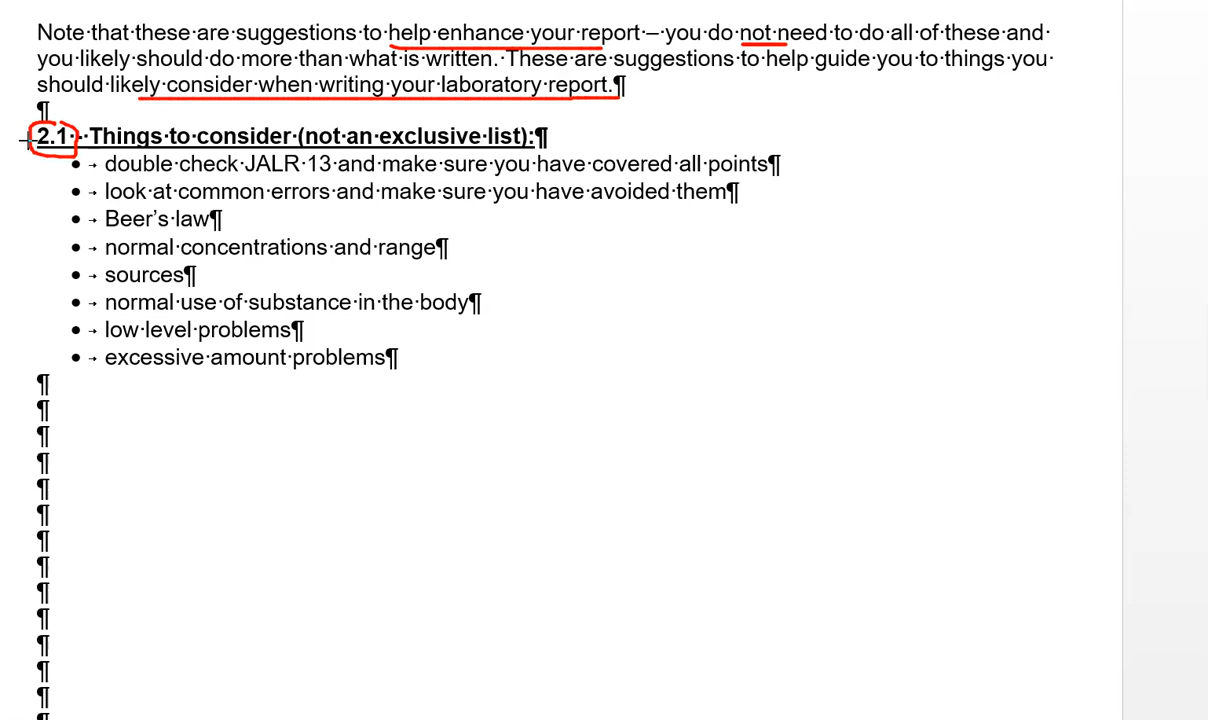 Note that these are suggestions to help enhance your report – you do not need to do all of these and
you likely should do more than what is written. These are suggestions to help guide you to things you
should likely consider when writing your laboratory report.¶
¶
2.1 - Things to consider (not an exclusive list):¶
• → double check JALR 13 and make sure you have covered all points¶
• → look at common errors and make sure you have avoided them¶
• → Beer’s law¶
• → normal concentrations and range¶
• → sources¶
• → normal use of substance in the body¶
• → low level problems¶
• → excessive amount problems¶
¶
¶
¶
¶
¶
¶
¶
¶
¶
¶
¶
¶
¶
¶